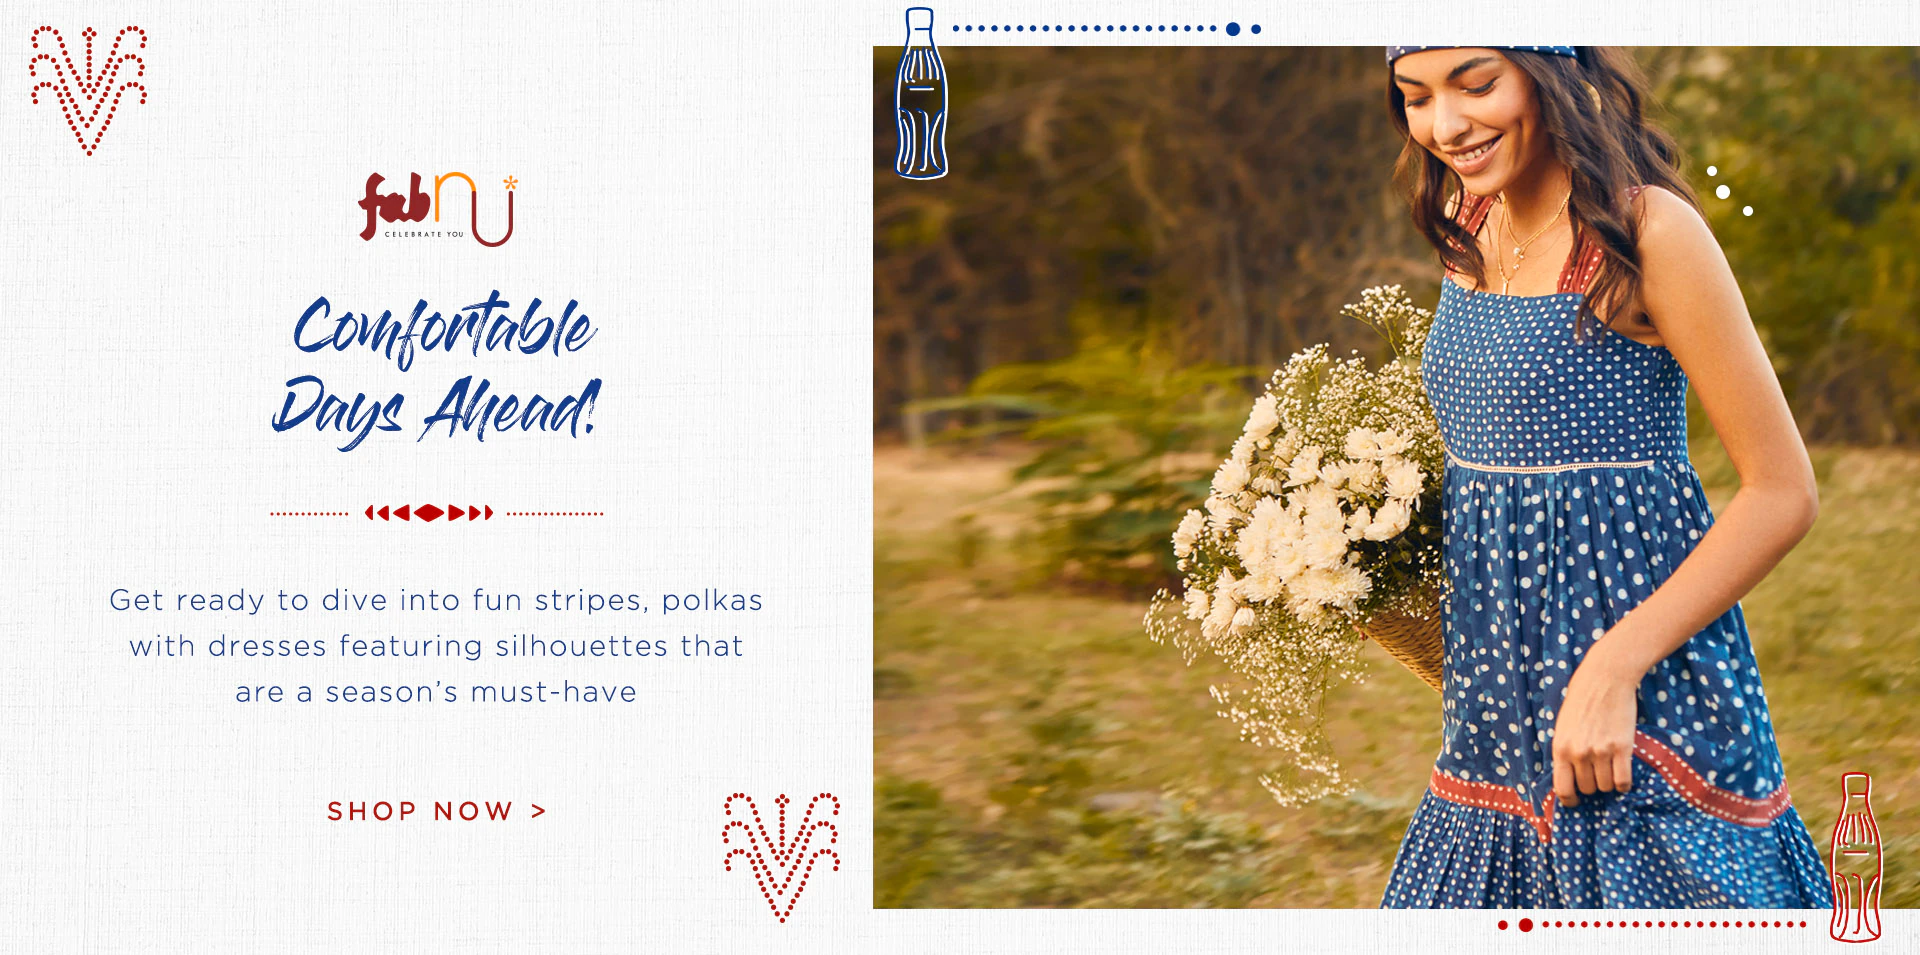 fabnu*
CELEBRATE YOU
Comfortable
Days Ahead!
Get ready to dive into fun stripes, polkas
with dresses featuring silhouettes that
are a season’s must-have
SHOP NOW >